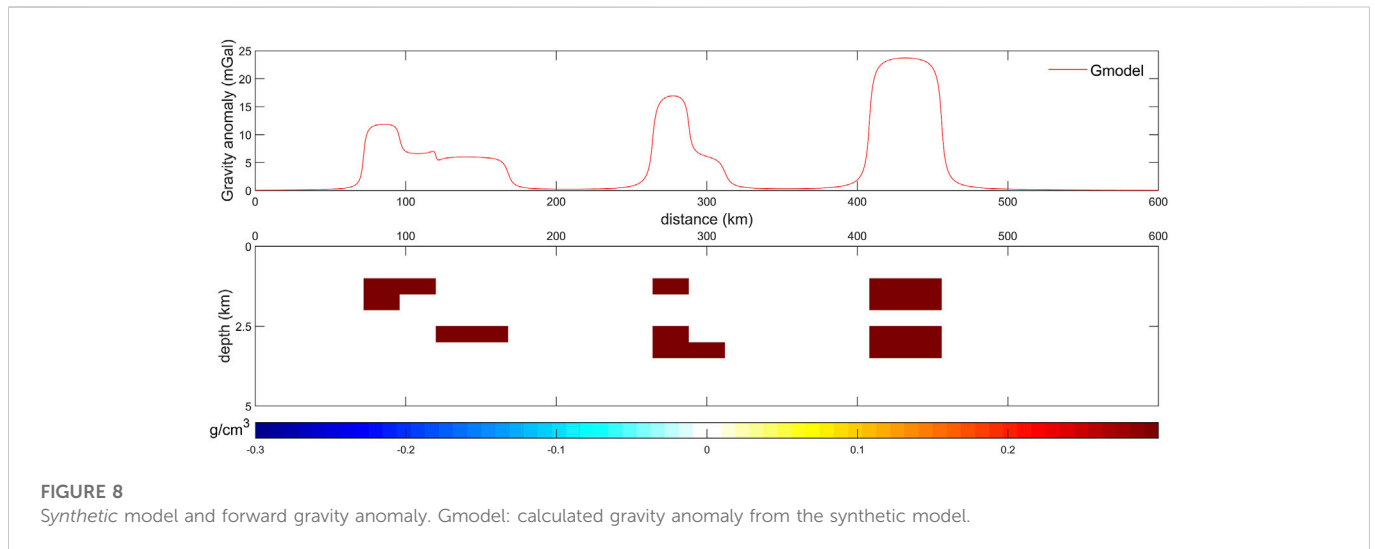 25
20
15
10
5
0
Gravity anomaly (mGal)
Gmodel
0 100 200 300 400 500 600
distance (km)
0 100 200 300 400 500 600
0
2.5
5
depth (km)
g/cm³
-0.3 -0.2 -0.1 0 0.1 0.2
FIGURE 8
Synthetic model and forward gravity anomaly. Gmodel: calculated gravity anomaly from the synthetic model.